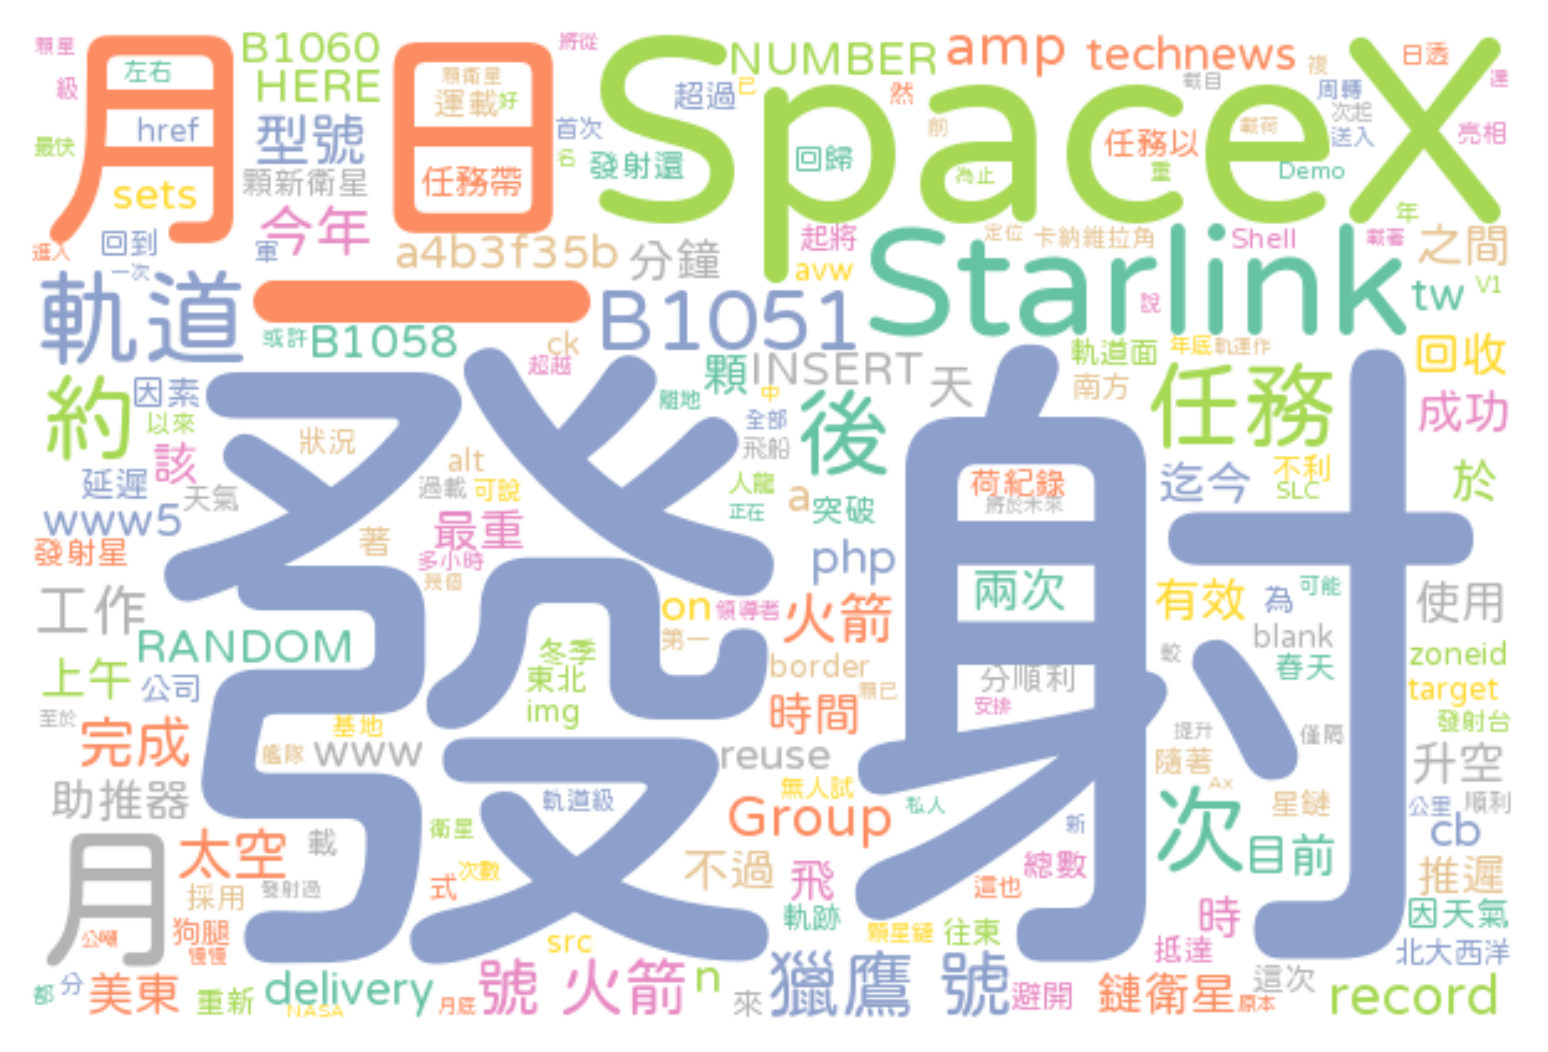 顆星
級
最快
月
左右
href
sets
進入
回到
一次
B1060
HERE
型號
顆新衛星
今年
軍
月 日
顆衛星
運載
好
任務帶
將從
首次
名
發射還
超過
已
SpaceX
NUMBER
amp
technews
然
前
回歸
為止
截目
複
日透
達
周轉
次起
送入
亮相
載荷
任務以
重
Demo
年
a4b3f35b
分鐘
起將
avw
定位
卡納維拉角
Shell
載著
之間
說
V1
tw
Starlink
軌道
或許
B1058
ck
超越
B1051
軌道面
年底
軌運作
回收
約
因素
以來
該
延遲
天氣
www5
發射星
狀況
alt
過載
可說
最重
多小時
幾個
著
離地
顆
INSERT
中
全部
飛船
人龍
正在
天
後
a
突破
php
南方
任務
成功
迄今
不利
SLC
於
荷紀錄
將於未來
發射
兩次
有效
為
可能
使用
工作
RANDOM
上午
公司
至於
完成
基地
艦隊
www
助推器
on
領導者
第一
火箭
冬季
東北
img
border
顆已
時間
分順利
安排
較
blank
春天
zoneid
target
發射台
提升
僅隔
隨著
Ax
升空
reuse
無人試
Group
私人
軌道級
衛星
次數
式
新
次
目前
星鏈
公里
順利
cb
月
太空
載
採用
發射過
公噸
狗腿
慢慢
不過
飛
軌跡
總數
這也
推遲
時
因天氣
src
顆星鏈
往東
抵達
北大西洋
都
分
美東
重新
delivery
NASA
月底
號 火箭
n
來
獵鷹 號
避開
鏈衛星
原本
這次
record